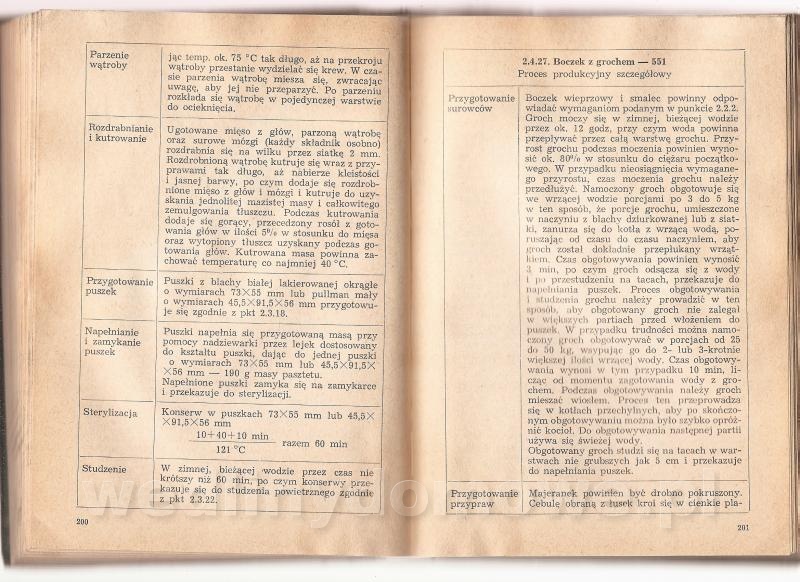 Parzenie
wątroby
jąc temp. ok. 75 °C tak długo, aż na przekroju
wątroby przestanie wydzielać się krew. W cza-
sie parzenia wątrobę miesza się, zwracając
uwagę, aby jej nie przeparzyć. Po parzeniu
rozkłada się wątrobę w pojedynczej warstwie
do ocieknięcia.
Rozdrabnianie
i kutrowanie
Ugotowane mięso z głów, parzoną wątrobę
oraz surowe mózgi (każdy składnik osobno)
rozdrabnia się na wilku przez siatkę 2 mm.
Rozdrobnioną wątrobę kutruje się wraz z przy-
prawami tak długo, aż nabierze kleistości
i jasnej barwy, po czym dodaje się rozdrob-
nione mięso z głów i mózgi i kutruje do uzy-
skania jednolitej mazistej masy i całkowitego
zemulgowania tłuszczu. Podczas kutrowania
dodaje się gorący, przecedzony rosół z goto-
wania głów w ilości 5% w stosunku do mięsa
oraz wytopiony tłuszcz uzyskany podczas go-
towania głów. Kutrowana masa powinna za-
chować temperaturę co najmniej 40 °C.
Przygotowanie
puszek
Puszki z blachy białej lakierowanej okrągłe
o wymiarach 73×55 mm lub pullman mały
o wymiarach 45,5×91,5×56 mm przygotowu-
je się zgodnie z pkt 2.3.18.
Napełnianie
i zamykanie
puszek
Puszki napełnia się przygotowaną masą przy
pomocy nadziewarki przez lejek dostosowany
do kształtu puszki, dając do jednej puszki
o wymiarach 73×55 mm lub 45,5×91,5×
×56 mm — 190 g masy pasztetu.
Napełnione puszki zamyka się na zamykarce
i przekazuje do sterylizacji.
Sterylizacja
Konserw w puszkach 73×55 mm lub 45,5×
×91,5×56 mm
10+40+10 min
razem 60 min
121 °C
Studzenie
W zimnej, bieżącej wodzie przez czas nie
krótszy niż 60 min, po czym konserwy prze-
kazuje się do studzenia powietrznego zgodnie
z pkt 2.3.22.
200
2.4.27. Boczek z grochem — 551
Proces produkcyjny szczegółowy
Przygotowanie
surowców
Boczek wieprzowy i smalec powinny odpo-
wiadać wymaganiom podanym w punkcie 2.2.2.
Groch moczy się w zimnej, bieżącej wodzie
przez ok. 12 godz, przy czym woda powinna
przepływać przez całą warstwę grochu. Przy-
rost grochu podczas moczenia powinien wyno-
sić ok. 80% w stosunku do ciężaru początko-
wego. W przypadku nieosiągnięcia wymagane-
go przyrostu, czas moczenia grochu należy
przedłużyć. Namoczony groch obgotowuje się
we wrzącej wodzie porcjami po 3 do 5 kg
w ten sposób, że porcje grochu, umieszczone
w naczyniu z blachy dziurkowanej lub z siat-
ki, zanurza się do kotła z wrzącą wodą, po-
ruszając od czasu do czasu naczyniem, aby
groch został dokładnie przepłukany wrząt-
kiem. Czas obgotowania powinien wynosić
3 min, po czym groch odsącza się z wody
i po przestudzeniu na tacach, przekazuje do
napełniania puszek. Proces obgotowywania
i studzenia grochu należy prowadzić w ten
sposób, aby obgotowany groch nie zalegał
w większych partiach przed włożeniem do
puszek. W przypadku trudności można namo-
czony groch obgotowywać w porcjach od 25
do 50 kg, wsypując go do 2- lub 3-krotnie
większej ilości wrzącej wody. Czas obgotowy-
wania wynosi w tym przypadku 10 min, li-
cząc od momentu zagotowania wody z gro-
chem. Podczas obgotowywania należy groch
mieszać wiosłem. Proces ten przeprowadza
się w kotłach przechylnych, aby po skończo-
nym obgotowywaniu można było szybko opróż-
nić kocioł. Do obgotowywania następnej partii
używa się świeżej wody.
Obgotowany groch studzi się na tacach w war-
stwach nie grubszych jak 5 cm i przekazuje
do napełniania puszek.
Przygotowanie
przypraw
Majeranek powinien być drobno pokruszony.
Cebulę obraną z łusek kroi się w cienkie pla-
201